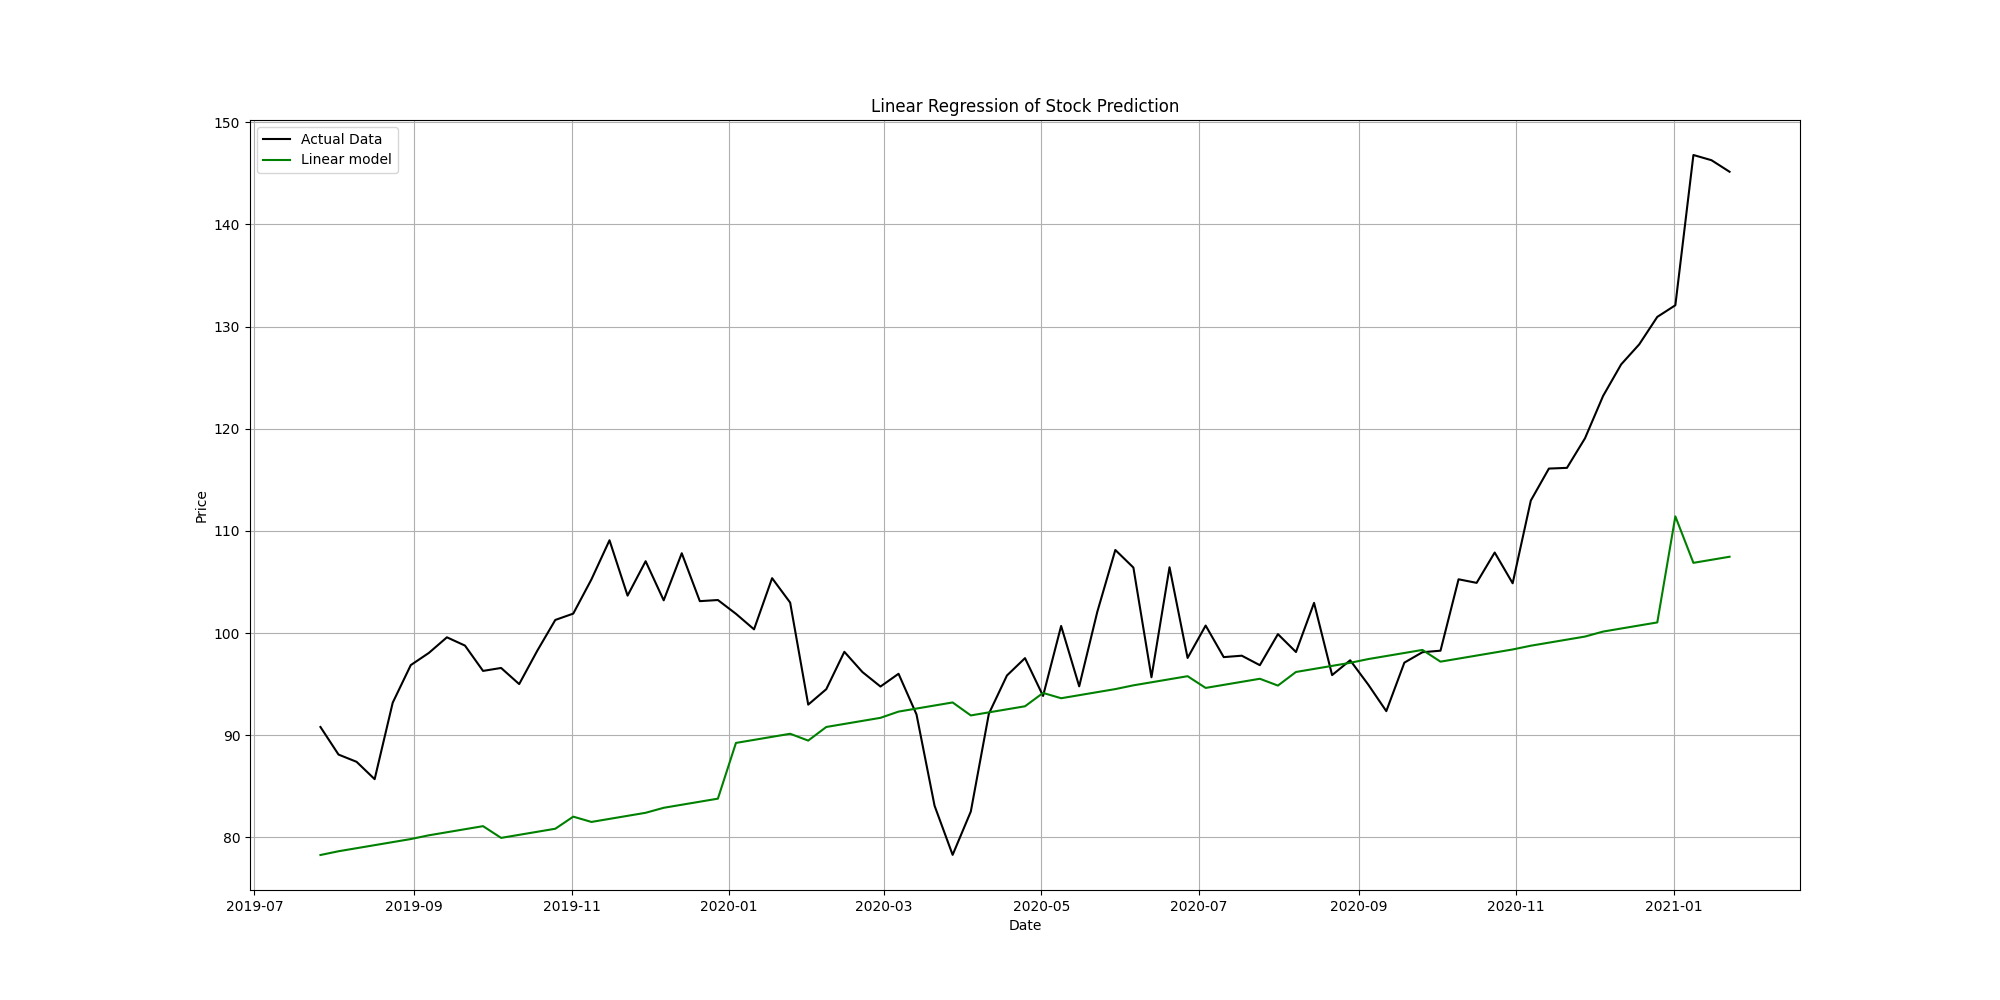 Linear Regression of Stock Prediction
Actual Data
Linear model
150
140
130
120
110
100
90
80
Price
2019-07 2019-09 2019-11 2020-01 2020-03 2020-05 2020-07 2020-09 2020-11 2021-01
Date